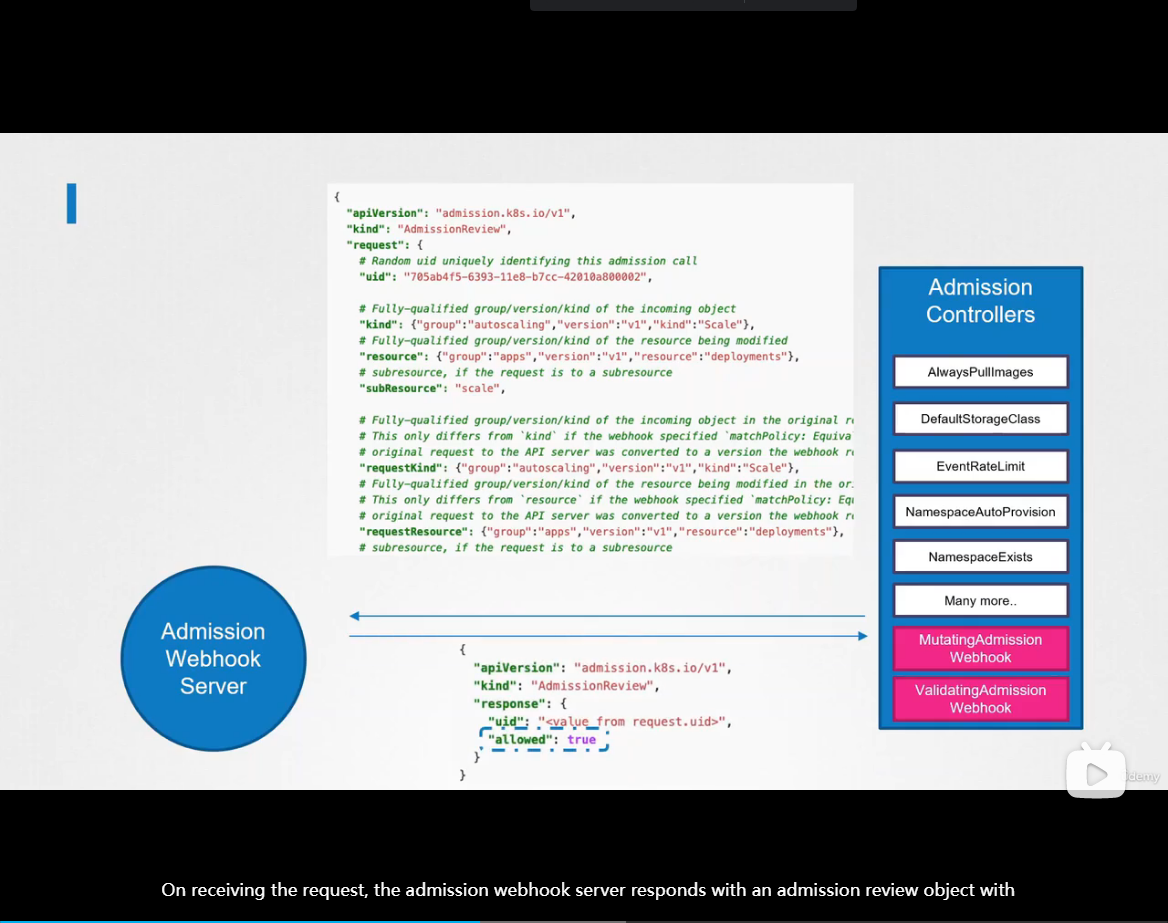 {
"apiVersion": "admission.k8s.io/v1",
"kind": "AdmissionReview",
"request": {
# Random uid uniquely identifying this admission call
"uid": "705ab4f5-6393-11e8-b7cc-42010a800002",
# Fully-qualified group/version/kind of the incoming object
"kind": {"group":"autoscaling","version":"v1","kind":"Scale"},
# Fully-qualified group/version/kind of the resource being modified
"resource": {"group":"apps","version":"v1","resource":"deployments"},
# subresource, if the request is to a subresource
"subResource": "scale",
# Fully-qualified group/version/kind of the incoming object in the original
# This only differs from `kind` if the webhook specified `matchPolicy:
# original request to the API server was converted to a version the webhook
"requestKind": {"group":"autoscaling","version":"v1","kind":"Scale"},
# Fully-qualified group/version/kind of the resource being modified in the
# This only differs from `resource` if the webhook specified `matchPolicy:
# original request to the API server was converted to a version the webhook
"requestResource": {"group":"apps","version":"v1","resource":"deployments"},
# subresource, if the request is to a subresource
Admission
Controllers
AlwaysPullImages
DefaultStorageClass
EventRateLimit
NamespaceAutoProvision
NamespaceExists
Many more..
MutatingAdmission
Webhook
ValidatingAdmission
Webhook
Admission
Webhook
Server
{
"apiVersion": "admission.k8s.io/v1",
"kind": "AdmissionReview",
"response": {
"uid": "<value from request.uid>",
"allowed": true
}
}
On receiving the request, the admission webhook server responds with an admission review object with